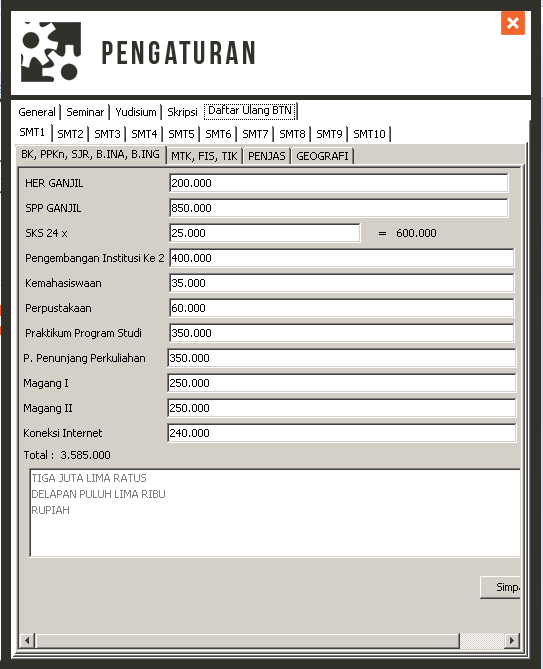 PENGATURAN
General Seminar Yudisium Skripsi Daftar Ulang BTN
SMT1 SMT2 SMT3 SMT4 SMT5 SMT6 SMT7 SMT8 SMT9 SMT10
BK, PPKn, SJR, B.INA, B.ING MTK, FIS, TIK PENJAS GEOGRAFI
HER GANJIL 200.000
SPP GANJIL 850.000
SKS 24 x 25.000 = 600.000
Pengembangan Institusi Ke 2 400.000
Kemahasiswaan 35.000
Perpustakaan 60.000
Praktikum Program Studi 350.000
P. Penunjang Perkuliahan 350.000
Magang I 250.000
Magang II 250.000
Koneksi Internet 240.000
Total : 3.585.000
TIGA JUTA LIMA RATUS
DELAPAN PULUH LIMA RIBU
RUPIAH